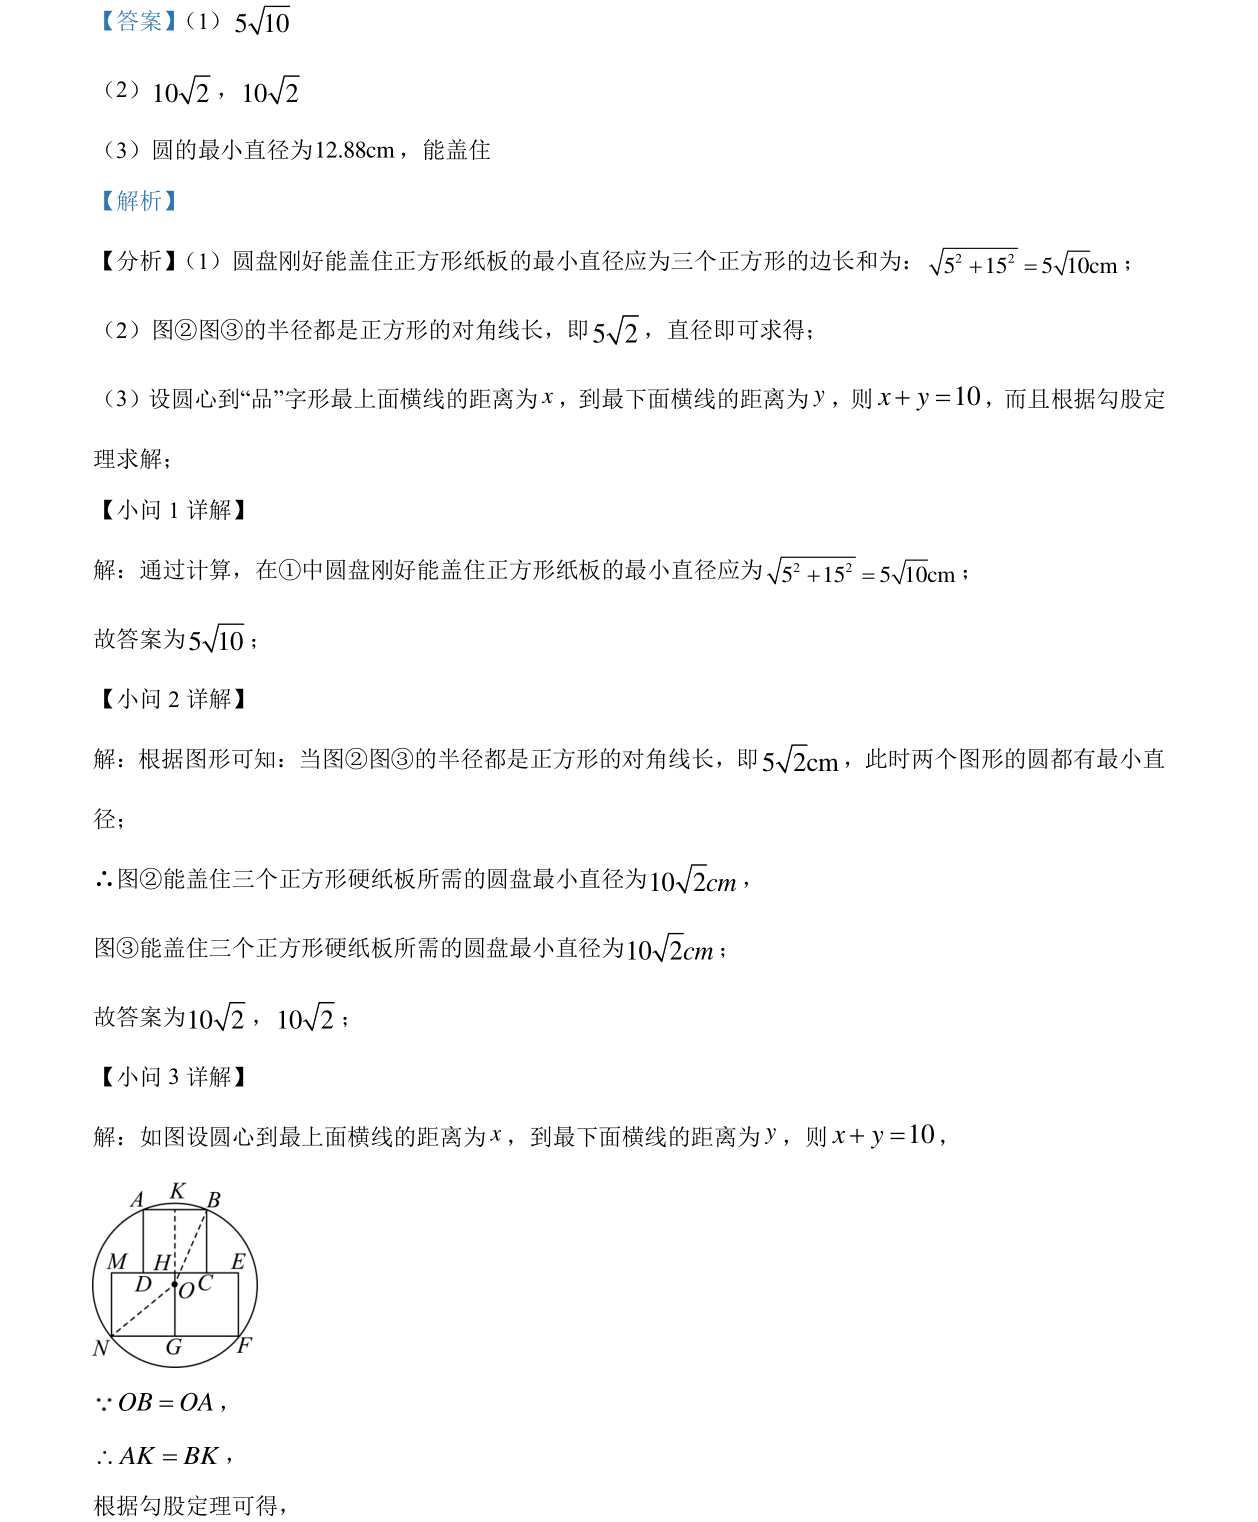 【答案】（1）5√10
（2）10√2，10√2
（3）圆的最小直径为12.88cm，能盖住
【解析】
【分析】（1）圆盘刚好能盖住正方形纸板的最小直径应为三个正方形的边长和为：√(5²+15²)=5√10cm；
（2）图②图③的半径都是正方形的对角线长，即5√2，直径即可求得；
（3）设圆心到“品”字形最上面横线的距离为x，到最下面横线的距离为y，则x+y=10，而且根据勾股定
理求解；
【小问1详解】
解：通过计算，在①中圆盘刚好能盖住正方形纸板的最小直径应为√(5²+15²)=5√10cm；
故答案为5√10；
【小问2详解】
解：根据图形可知：当图②图③的半径都是正方形的对角线长，即5√2cm，此时两个图形的圆都有最小直
径；
∴图②能盖住三个正方形硬纸板所需的圆盘最小直径为10√2cm，
图③能盖住三个正方形硬纸板所需的圆盘最小直径为10√2cm；
故答案为10√2，10√2；
【小问3详解】
解：如图设圆心到最上面横线的距离为x，到最下面横线的距离为y，则x+y=10，
A K B
M H E
D O C
N G F
∵OB=OA，
∴AK=BK，
根据勾股定理可得，